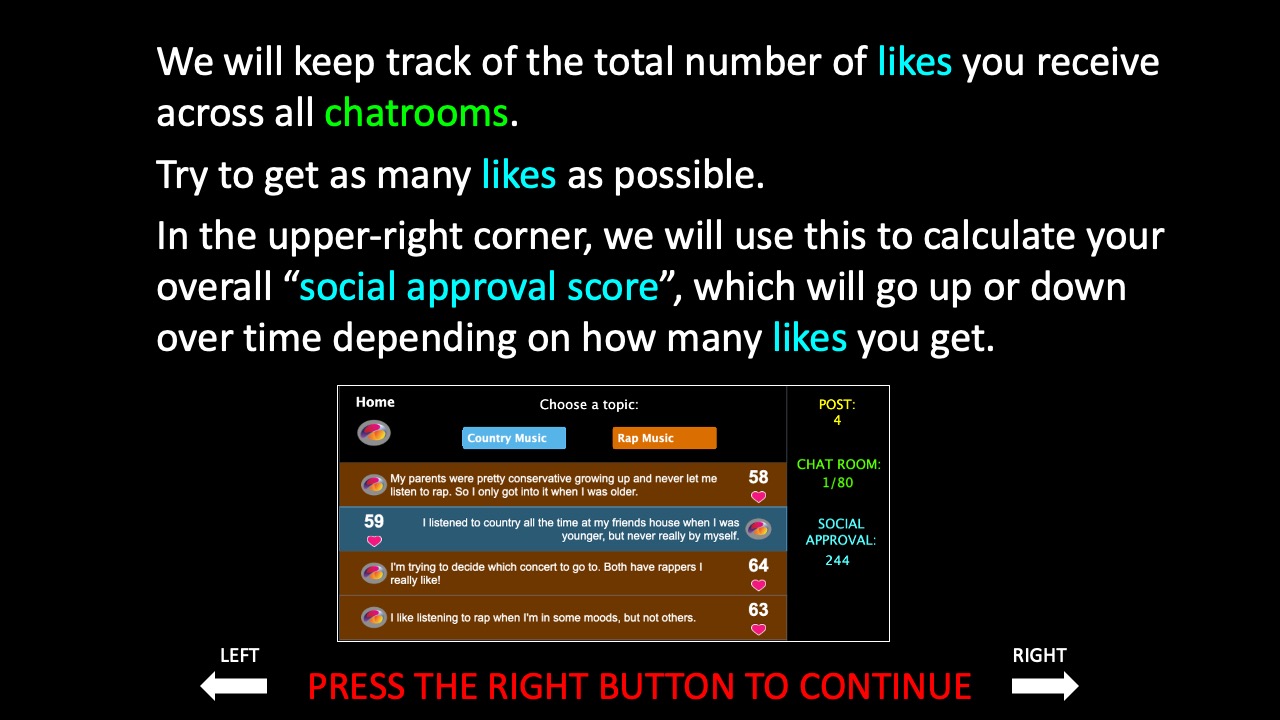 We will keep track of the total number of likes you receive
across all chatrooms.
Try to get as many likes as possible.
In the upper-right corner, we will use this to calculate your
overall “social approval score”, which will go up or down
over time depending on how many likes you get.
Home
Choose a topic:
Country Music
Rap Music
My parents were pretty conservative growing up and never let me
listen to rap. So I only got into it when I was older.
58
59
I listened to country all the time at my friends house when I was
younger, but never really by myself.
I'm trying to decide which concert to go to. Both have rappers I
really like!
64
I like listening to rap when I'm in some moods, but not others.
63
POST:
4
CHAT ROOM:
1/80
SOCIAL
APPROVAL:
244
LEFT
PRESS THE RIGHT BUTTON TO CONTINUE
RIGHT